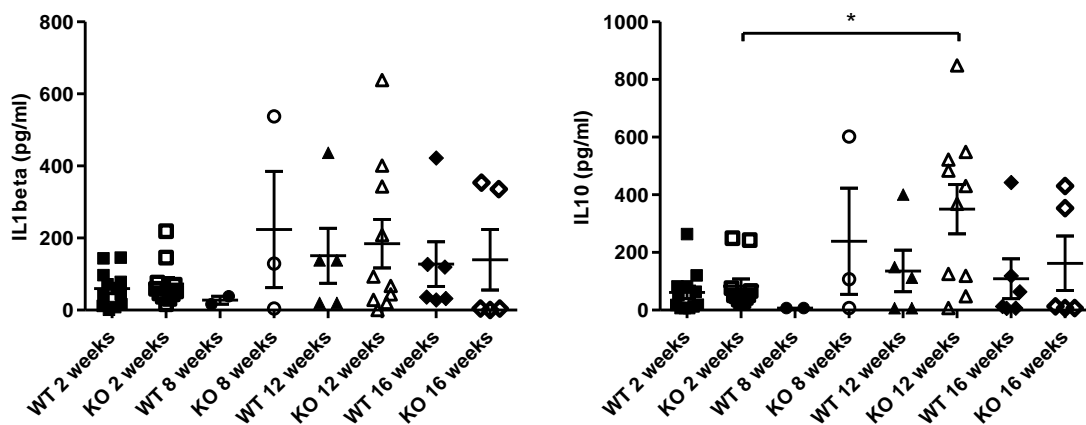 800
600
400
200
0
IL1beta (pg/ml)
WT 2 weeks
KO 2 weeks
WT 8 weeks
KO 8 weeks
WT 12 weeks
KO 12 weeks
WT 16 weeks
KO 16 weeks
*
1000
800
600
400
200
0
IL10 (pg/ml)
WT 2 weeks
KO 2 weeks
WT 8 weeks
KO 8 weeks
WT 12 weeks
KO 12 weeks
WT 16 weeks
KO 16 weeks